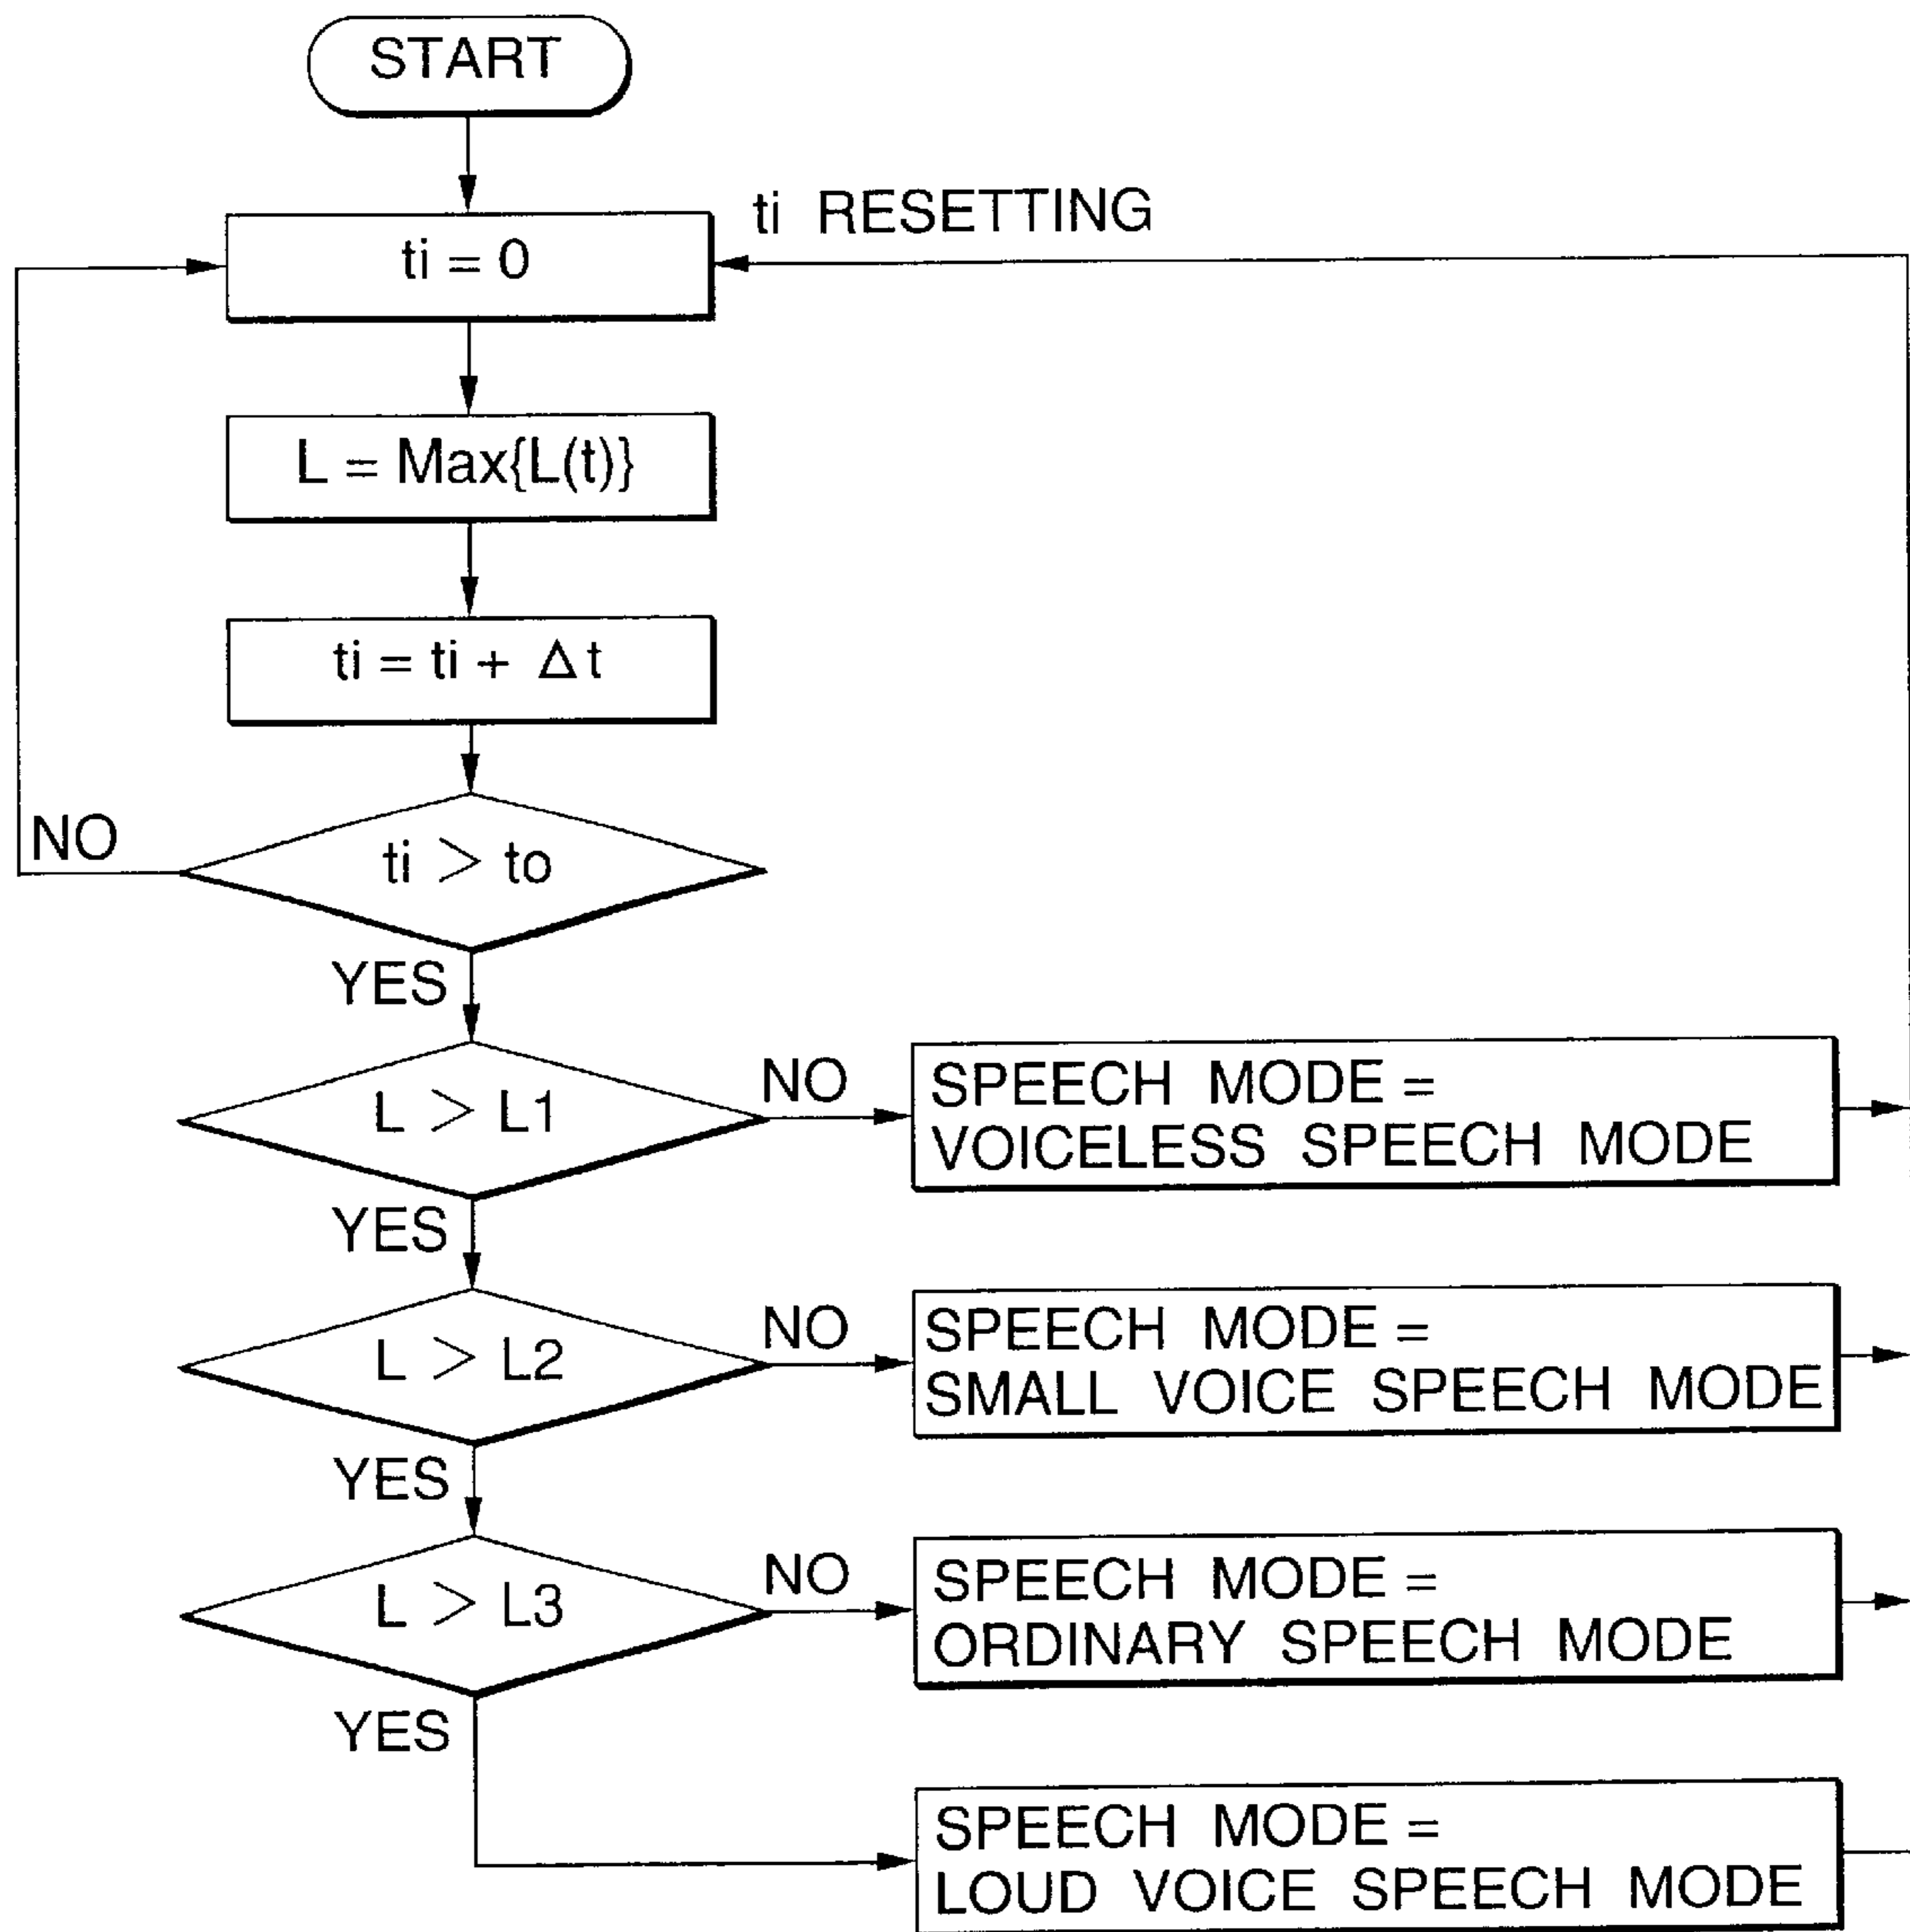 START
ti RESETTING
ti = 0
L = Max{L(t)}
ti = ti + Δt
ti > to
NO
YES
L > L1
NO
SPEECH MODE =
VOICELESS SPEECH MODE
YES
L > L2
NO
SPEECH MODE =
SMALL VOICE SPEECH MODE
YES
L > L3
NO
SPEECH MODE =
ORDINARY SPEECH MODE
YES
SPEECH MODE =
LOUD VOICE SPEECH MODE